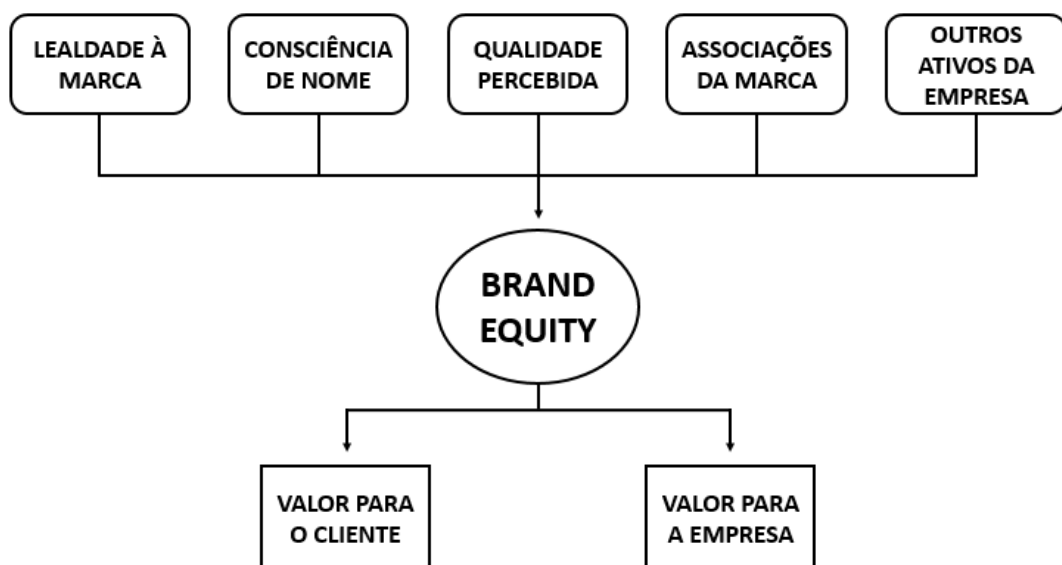 LEALDADE À
MARCA
CONSCIÊNCIA
DE NOME
QUALIDADE
PERCEBIDA
ASSOCIAÇÕES
DA MARCA
OUTROS
ATIVOS DA
EMPRESA
BRAND
EQUITY
VALOR PARA
O CLIENTE
VALOR PARA
A EMPRESA